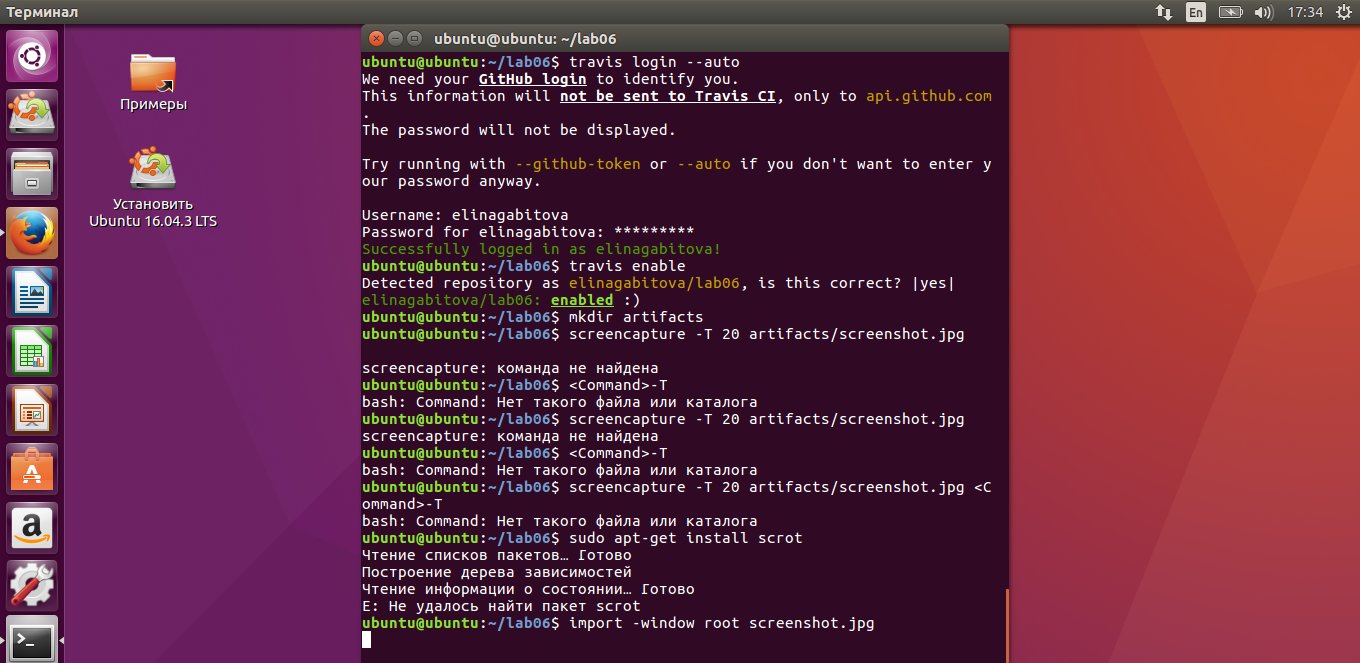 Терминал
En
17:34
Примеры
Установить
Ubuntu 16.04.3 LTS
ubuntu@ubuntu: ~/lab06
ubuntu@ubuntu:~/lab06$ travis login --auto
We need your GitHub login to identify you.
This information will not be sent to Travis CI, only to api.github.com
.
The password will not be displayed.
Try running with --github-token or --auto if you don't want to enter y
our password anyway.
Username: elinagabitova
Password for elinagabitova: *********
Successfully logged in as elinagabitova!
ubuntu@ubuntu:~/lab06$ travis enable
Detected repository as elinagabitova/lab06, is this correct? |yes|
elinagabitova/lab06: enabled :)
ubuntu@ubuntu:~/lab06$ mkdir artifacts
ubuntu@ubuntu:~/lab06$ screencapture -T 20 artifacts/screenshot.jpg
screencapture: команда не найдена
ubuntu@ubuntu:~/lab06$ <Command>-T
bash: Command: Нет такого файла или каталога
ubuntu@ubuntu:~/lab06$ screencapture -T 20 artifacts/screenshot.jpg
screencapture: команда не найдена
ubuntu@ubuntu:~/lab06$ <Command>-T
bash: Command: Нет такого файла или каталога
ubuntu@ubuntu:~/lab06$ screencapture -T 20 artifacts/screenshot.jpg <C
ommand>-T
bash: Command: Нет такого файла или каталога
ubuntu@ubuntu:~/lab06$ sudo apt-get install scrot
Чтение списков пакетов… Готово
Построение дерева зависимостей
Чтение информации о состоянии… Готово
E: Не удалось найти пакет scrot
ubuntu@ubuntu:~/lab06$ import -window root screenshot.jpg